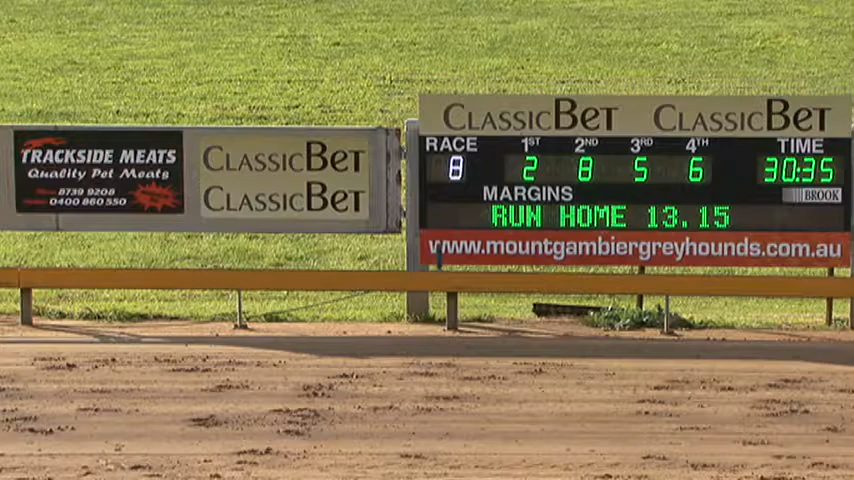 TRACKSIDE MEATS
Quality Pet Meats
8739 9208
0400 860 550
CLASSICBET
CLASSICBET
CLASSICBET CLASSICBET
RACE 1ST 2ND 3RD 4TH TIME
8 2 8 5 6 30:35
MARGINS BROOK
RUN HOME 13.15
www.mountgambiergreyhounds.com.au